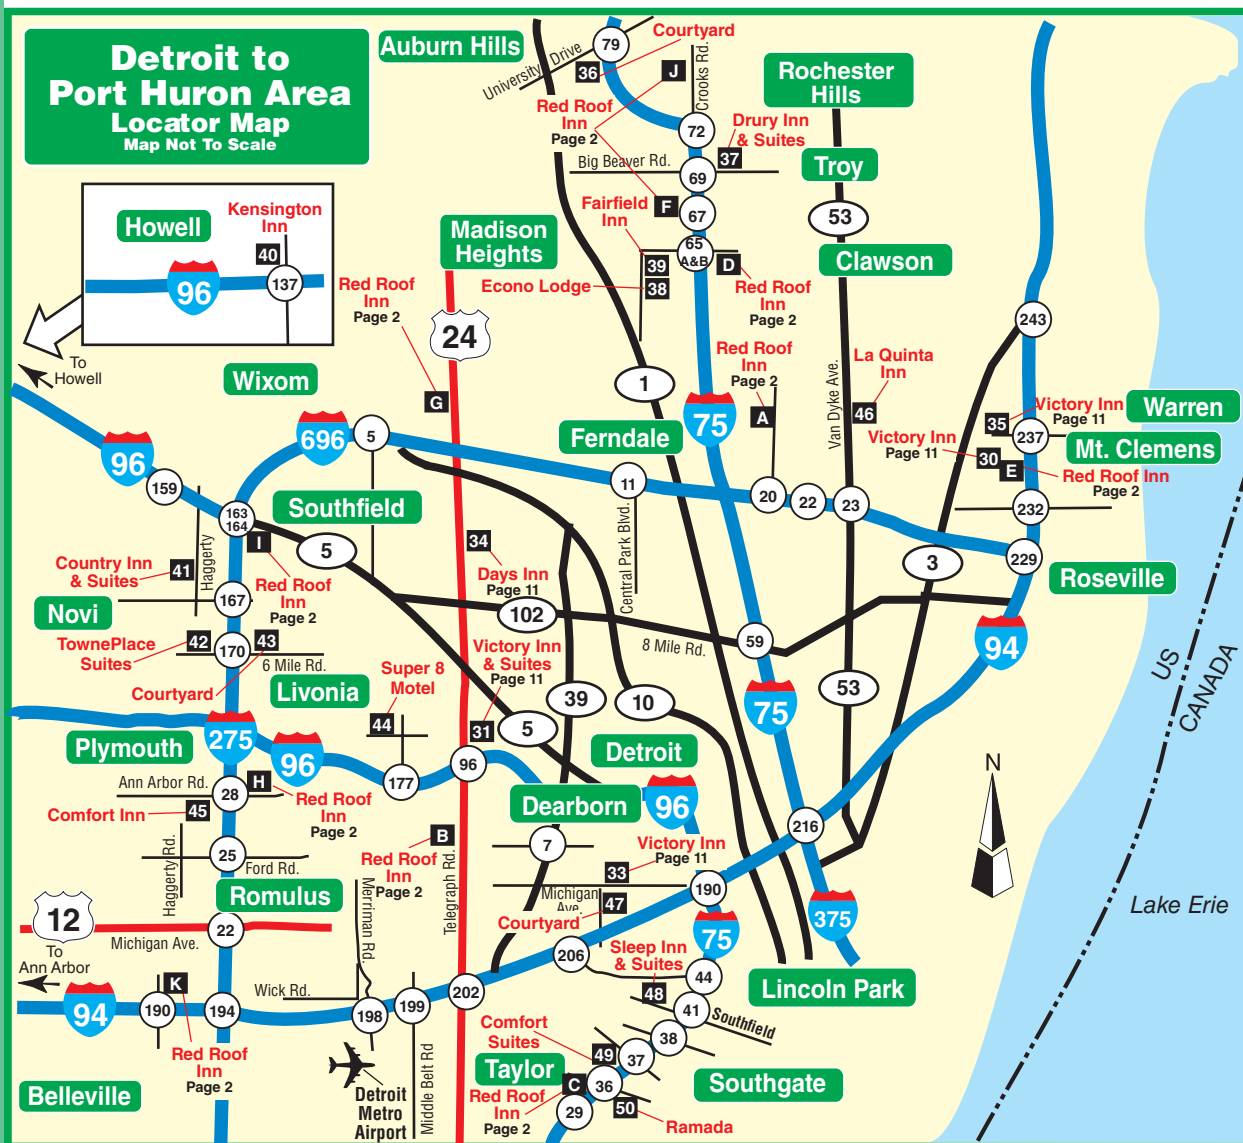 Detroit to
Port Huron Area
Locator Map
Map Not To Scale
Auburn Hills
University Drive
79
36
Courtyard
J
Crooks Rd.
Red Roof
Inn
Page 2
72
Drury Inn
& Suites
37
Big Beaver Rd.
69
Rochester
Hills
Troy
53
Clawson
Howell
Kensington
Inn
40
96
137
To
Howell
Madison
Heights
Fairfield
Inn
F
67
65
A&B
39
38
D
Econo Lodge
Red Roof
Inn
Page 2
Red Roof
Inn
Page 2
24
G
Wixom
1
Red Roof
Inn
Page 2
A
75
Van Dyke Ave.
La Quinta
Inn
46
243
Victory Inn
Page 11
35
237
Warren
Victory Inn
Page 11
30
E
Mt. Clemens
Red Roof Inn
Page 2
232
96
159
696
5
Ferndale
11
20
22
23
229
Roseville
163
164
Southfield
I
5
Haggerty
Country Inn
& Suites
41
Red Roof
Inn
Page 2
Novi
167
34
Days Inn
Page 11
102
Central Park Blvd.
3
94
TownePlace
Suites
42
170
43
6 Mile Rd.
Courtyard
Livonia
Super 8
Motel
44
Victory Inn
& Suites
Page 11
31
8 Mile Rd.
59
39
10
5
75
53
US
CANADA
Plymouth
275
96
177
96
Detroit
Ann Arbor Rd.
28
H
Red Roof
Inn
Page 2
Comfort Inn
45
Dearborn
96
N
216
Haggerty Rd.
25
Ford Rd.
B
Red Roof
Inn
Page 2
Telegraph Rd.
7
Victory Inn
Page 11
33
190
Romulus
12
Michigan Ave.
22
Merriman Rd.
Michigan
Ave.
47
Courtyard
75
375
Lake Erie
To
Ann Arbor
94
190
K
194
Wick Rd.
198
199
202
206
Sleep Inn
& Suites
48
44
Lincoln Park
41
Southfield
Red Roof
Inn
Page 2
Comfort
Suites
49
38
37
Belleville
Detroit
Metro
Airport
Middle Belt Rd
Taylor
C
36
Southgate
Red Roof
Inn
Page 2
29
50
Ramada